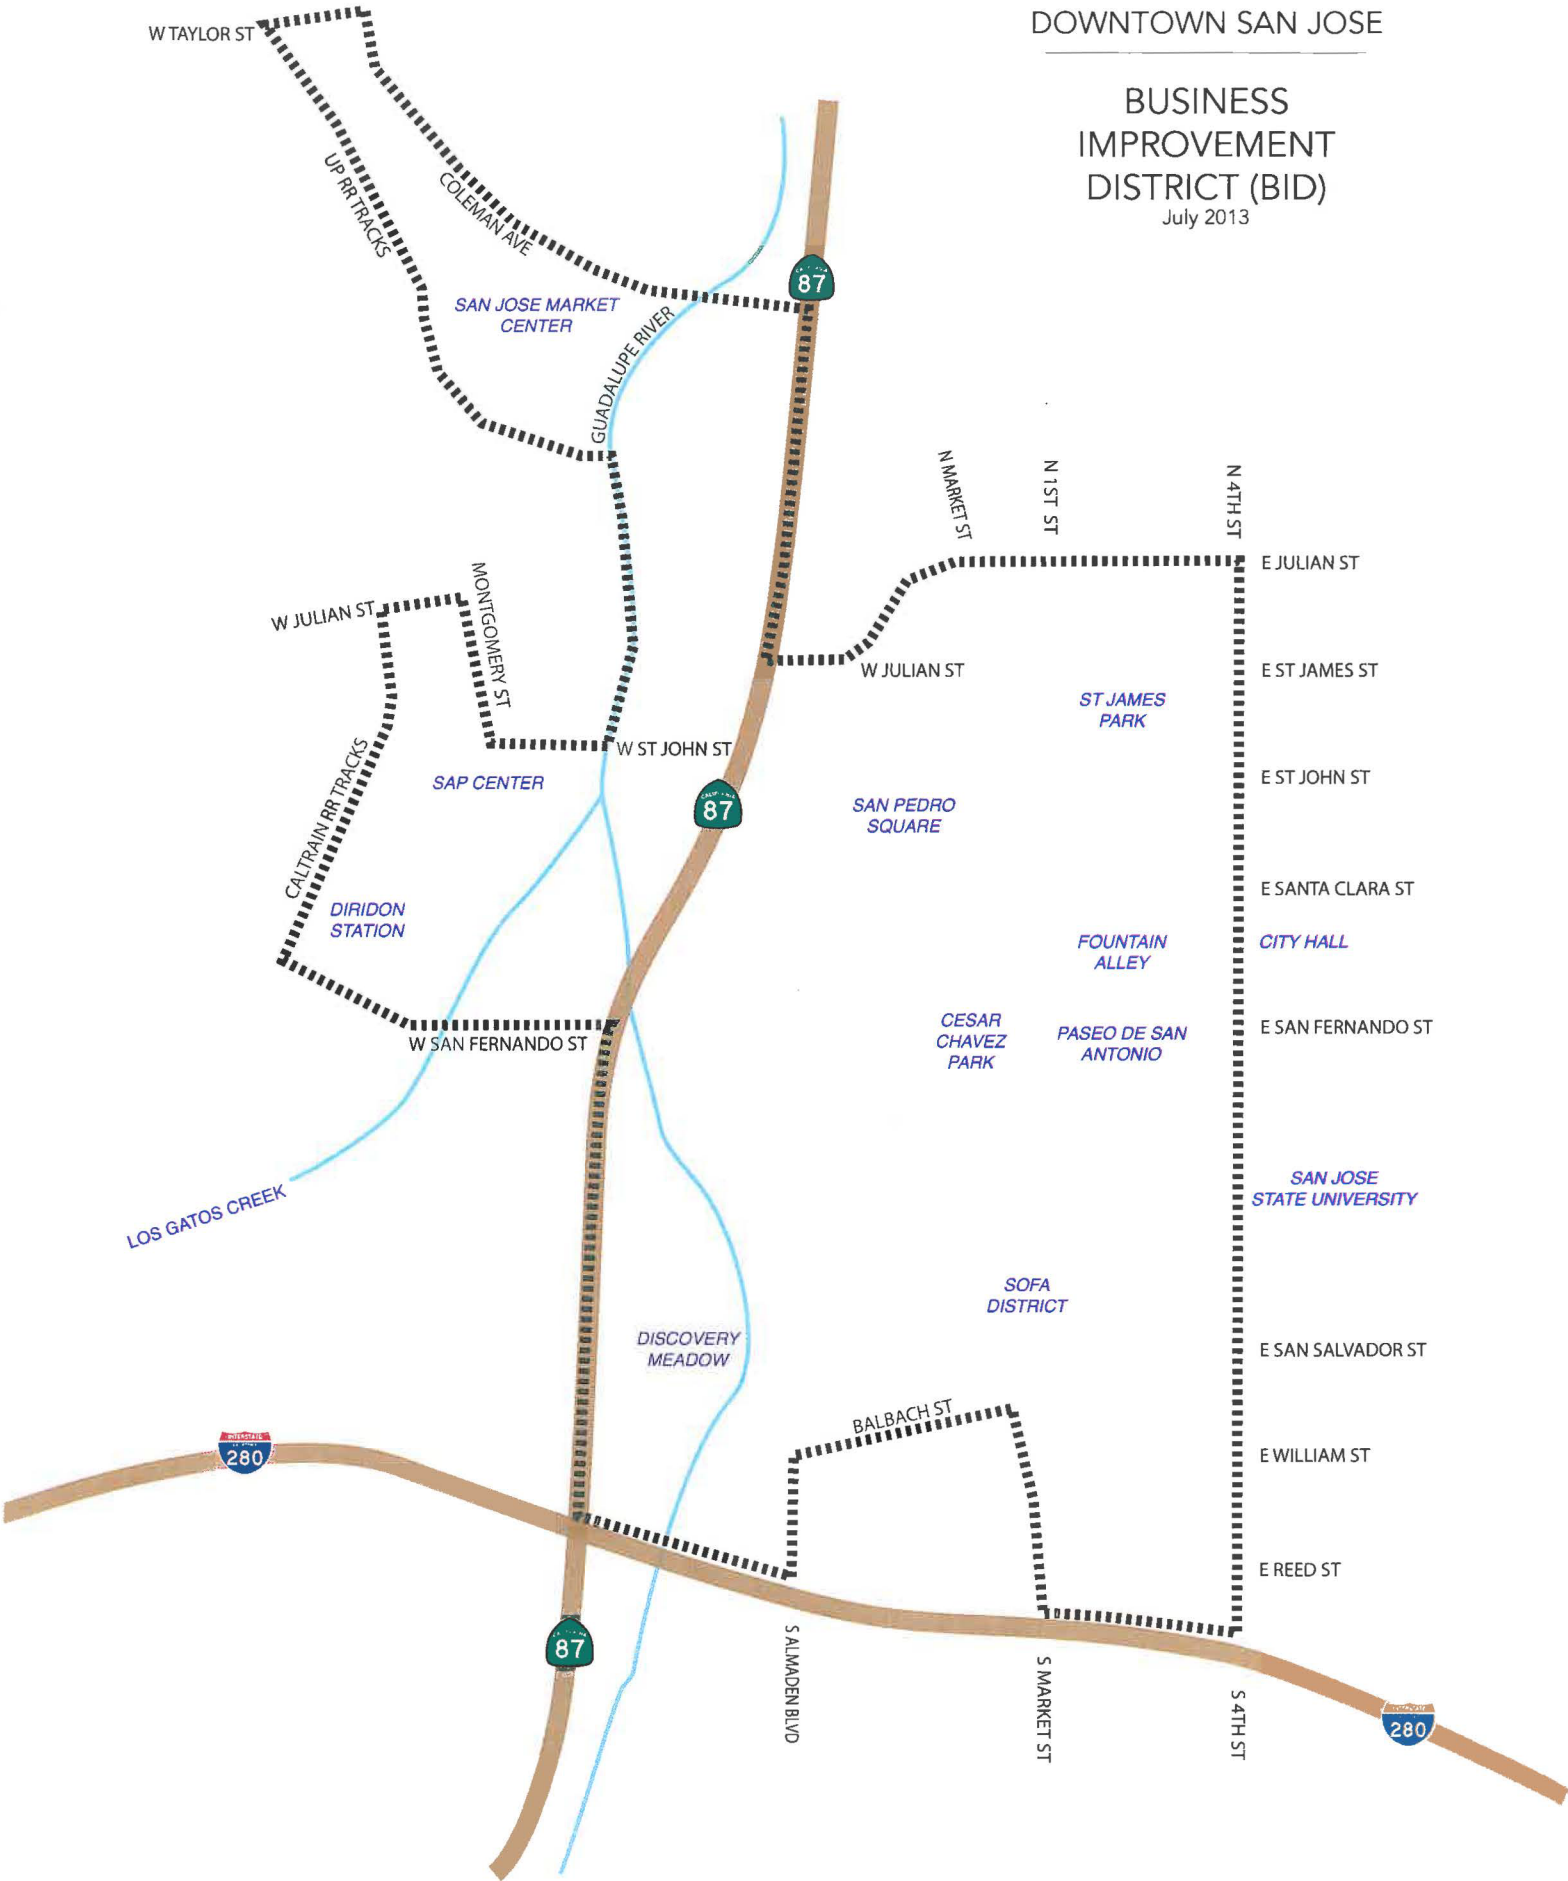 DOWNTOWN SAN JOSE
BUSINESS
IMPROVEMENT
DISTRICT (BID)
July 2013
W TAYLOR ST
UP RR TRACKS
COLEMAN AVE
87
SAN JOSE MARKET
CENTER
GUADALUPE RIVER
N MARKET ST
N 1ST ST
N 4TH ST
E JULIAN ST
W JULIAN ST
MONTGOMERY ST
W JULIAN ST
E ST JAMES ST
ST JAMES
PARK
W ST JOHN ST
E ST JOHN ST
CALTRAIN RR TRACKS
SAP CENTER
87
SAN PEDRO
SQUARE
E SANTA CLARA ST
DIRIDON
STATION
FOUNTAIN
ALLEY
CITY HALL
W SAN FERNANDO ST
CESAR
CHAVEZ
PARK
PASEO DE SAN
ANTONIO
E SAN FERNANDO ST
LOS GATOS CREEK
SAN JOSE
STATE UNIVERSITY
SOFA
DISTRICT
DISCOVERY
MEADOW
E SAN SALVADOR ST
BALBACH ST
INTERSTATE
280
E WILLIAM ST
E REED ST
87
S ALMADEN BLVD
S MARKET ST
S 4TH ST
280